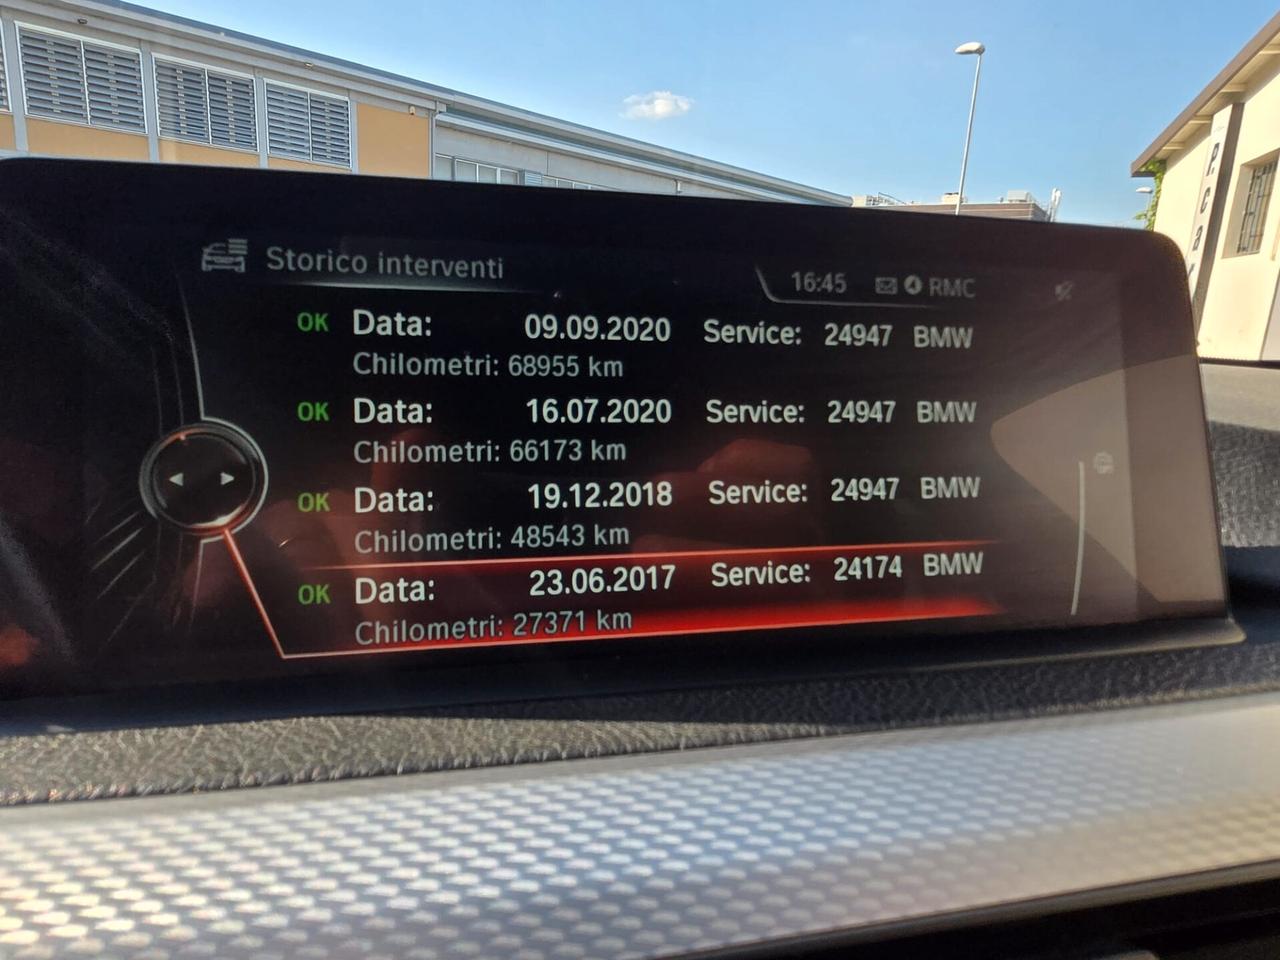 Storico interventi
16:45 RMC
OK Data: 09.09.2020 Service: 24947 BMW
Chilometri: 68955 km
OK Data: 16.07.2020 Service: 24947 BMW
Chilometri: 66173 km
OK Data: 19.12.2018 Service: 24947 BMW
Chilometri: 48543 km
OK Data: 23.06.2017 Service: 24174 BMW
Chilometri: 27371 km